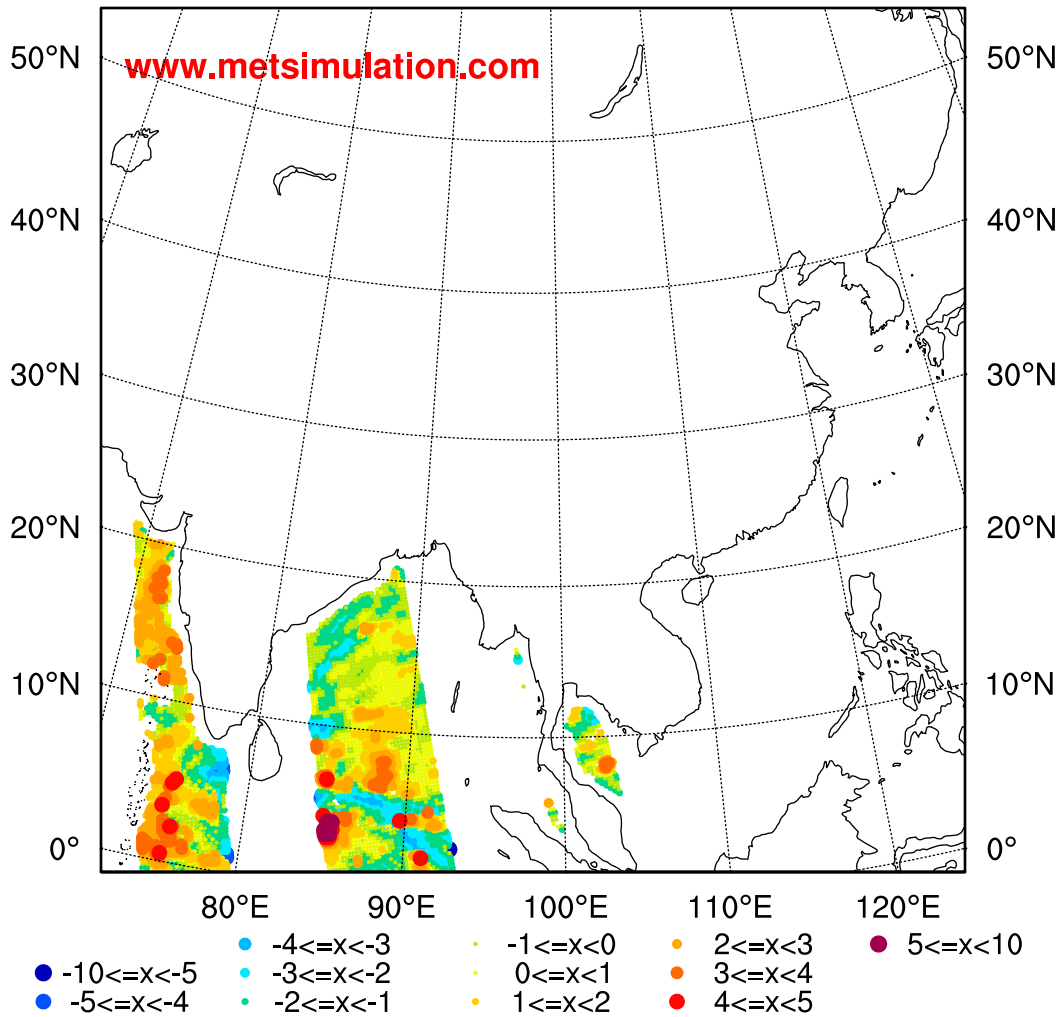 50°N 50°N
www.metsimulation.com
40°N 40°N
30°N 30°N
20°N 20°N
10°N 10°N
0° 0°
80°E 90°E 100°E 110°E 120°E
-4<=x<-3 -1<=x<0 2<=x<3 5<=x<10
-10<=x<-5 -3<=x<-2 0<=x<1 3<=x<4
-5<=x<-4 -2<=x<-1 1<=x<2 4<=x<5